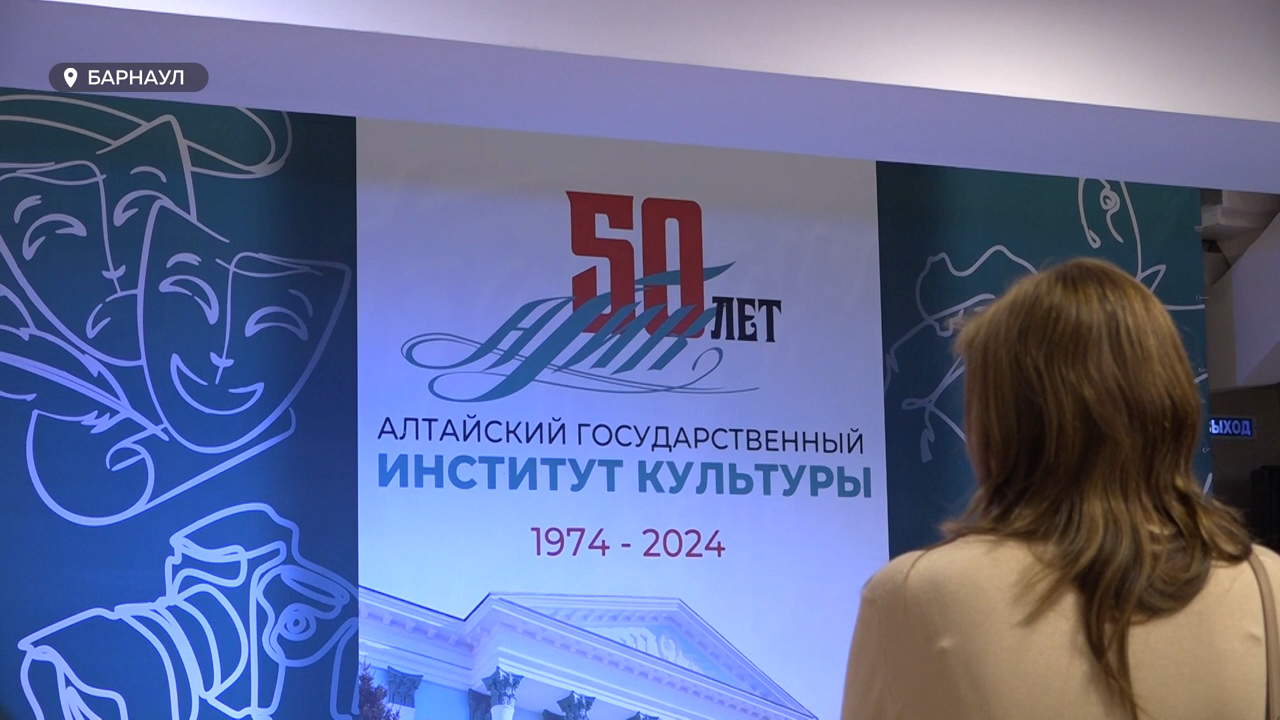 БАРНАУЛ
50
ЛЕТ
АГИК
АЛТАЙСКИЙ ГОСУДАРСТВЕННЫЙ
ИНСТИТУТ КУЛЬТУРЫ
1974 - 2024
ВЫХОД